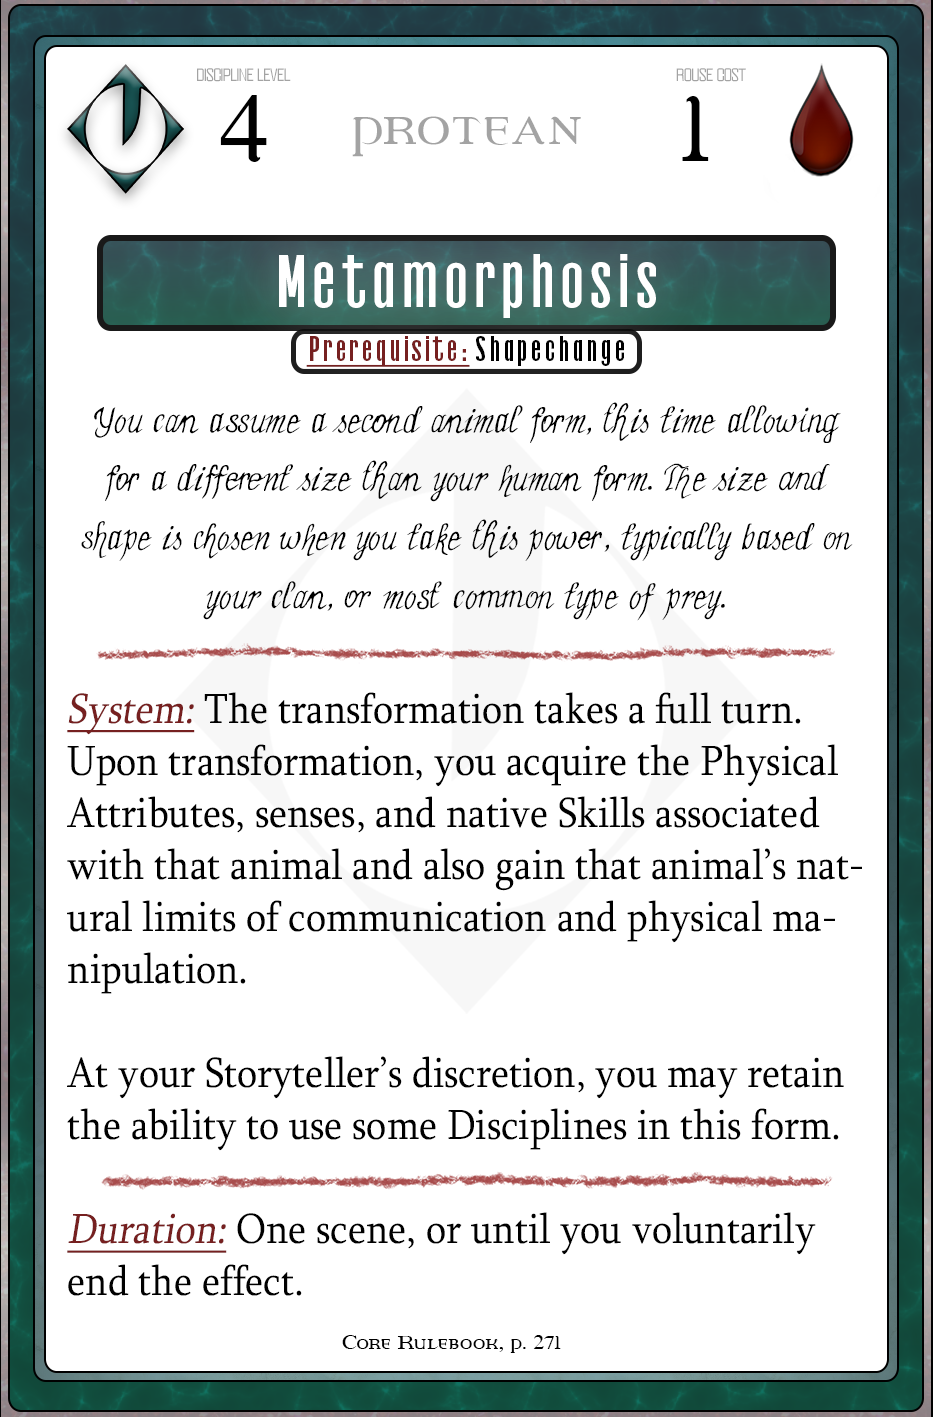 DISCIPLINE LEVEL
4
PROTEAN
ROUSE COST
1
Metamorphosis
Prerequisite: Shapechange
You can assume a second animal form, this time allowing
for a different size than your human form. The size and
shape is chosen when you take this power, typically based on
your clan, or most common type of prey.
System: The transformation takes a full turn.
Upon transformation, you acquire the Physical
Attributes, senses, and native Skills associated
with that animal and also gain that animal’s nat-
ural limits of communication and physical ma-
nipulation.
At your Storyteller’s discretion, you may retain
the ability to use some Disciplines in this form.
Duration: One scene, or until you voluntarily
end the effect.
Core Rulebook, p. 271